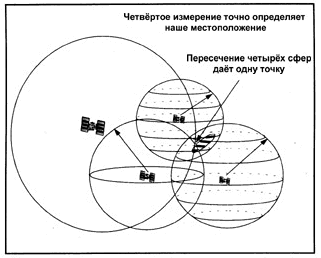 Четвёртое измерение точно определяет
наше местоположение
Пересечение четырёх сфер
даёт одну точку